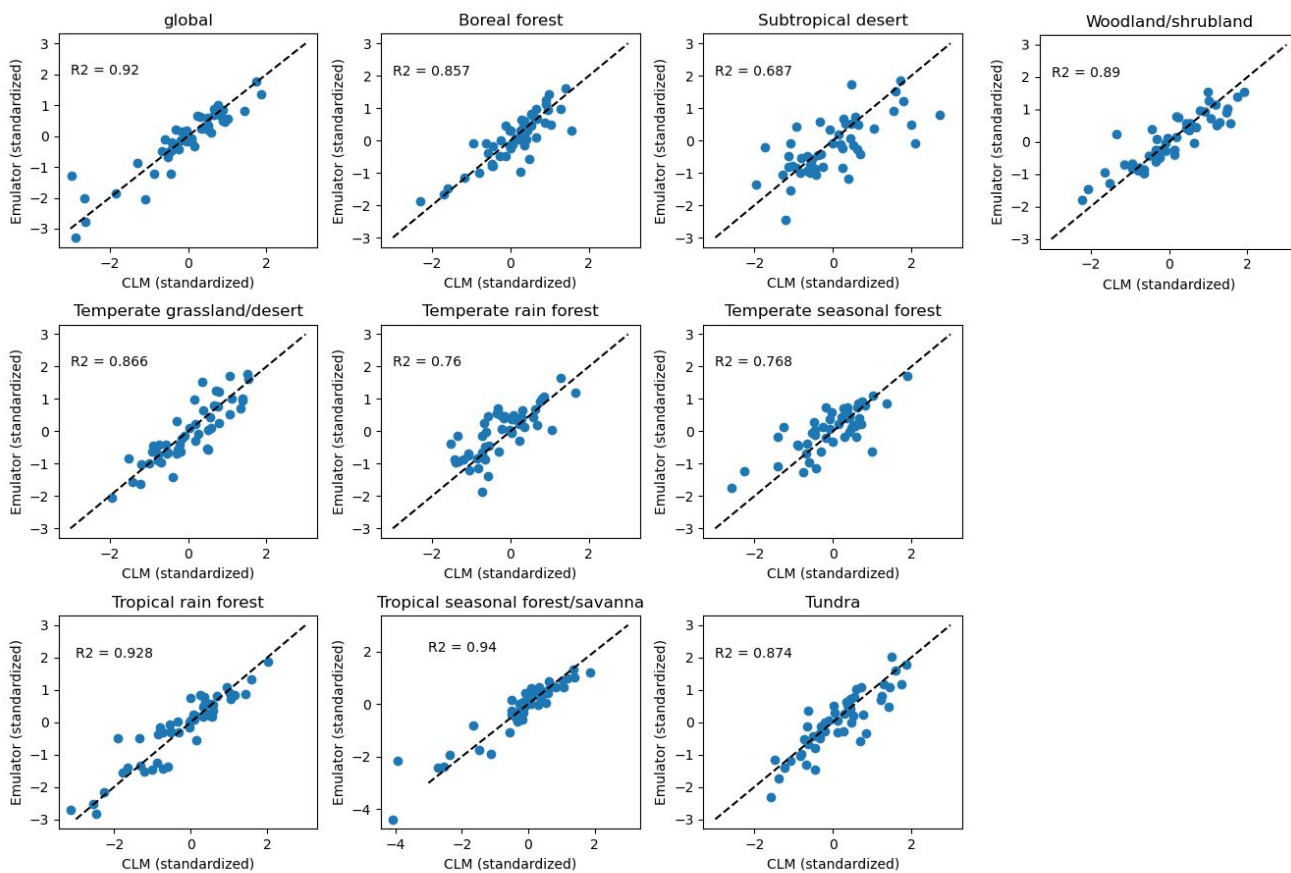 global
R2 = 0.92
3
2
1
0
−1
−2
−3
−2
0
2
Emulator (standardized)
CLM (standardized)
Boreal forest
R2 = 0.857
3
2
1
0
−1
−2
−3
−2
0
2
Emulator (standardized)
CLM (standardized)
Subtropical desert
R2 = 0.687
3
2
1
0
−1
−2
−3
−2
0
2
Emulator (standardized)
CLM (standardized)
Woodland/shrubland
R2 = 0.89
3
2
1
0
−1
−2
−3
−2
0
2
Emulator (standardized)
CLM (standardized)
Temperate grassland/desert
R2 = 0.866
3
2
1
0
−1
−2
−3
−2
0
2
Emulator (standardized)
CLM (standardized)
Temperate rain forest
R2 = 0.76
3
2
1
0
−1
−2
−3
−2
0
2
Emulator (standardized)
CLM (standardized)
Temperate seasonal forest
R2 = 0.768
3
2
1
0
−1
−2
−3
−2
0
2
Emulator (standardized)
CLM (standardized)
Tropical rain forest
R2 = 0.928
3
2
1
0
−1
−2
−3
−2
0
2
Emulator (standardized)
CLM (standardized)
Tropical seasonal forest/savanna
R2 = 0.94
2
0
−2
−4
−4
−2
0
2
Emulator (standardized)
CLM (standardized)
Tundra
R2 = 0.874
3
2
1
0
−1
−2
−3
−2
0
2
Emulator (standardized)
CLM (standardized)